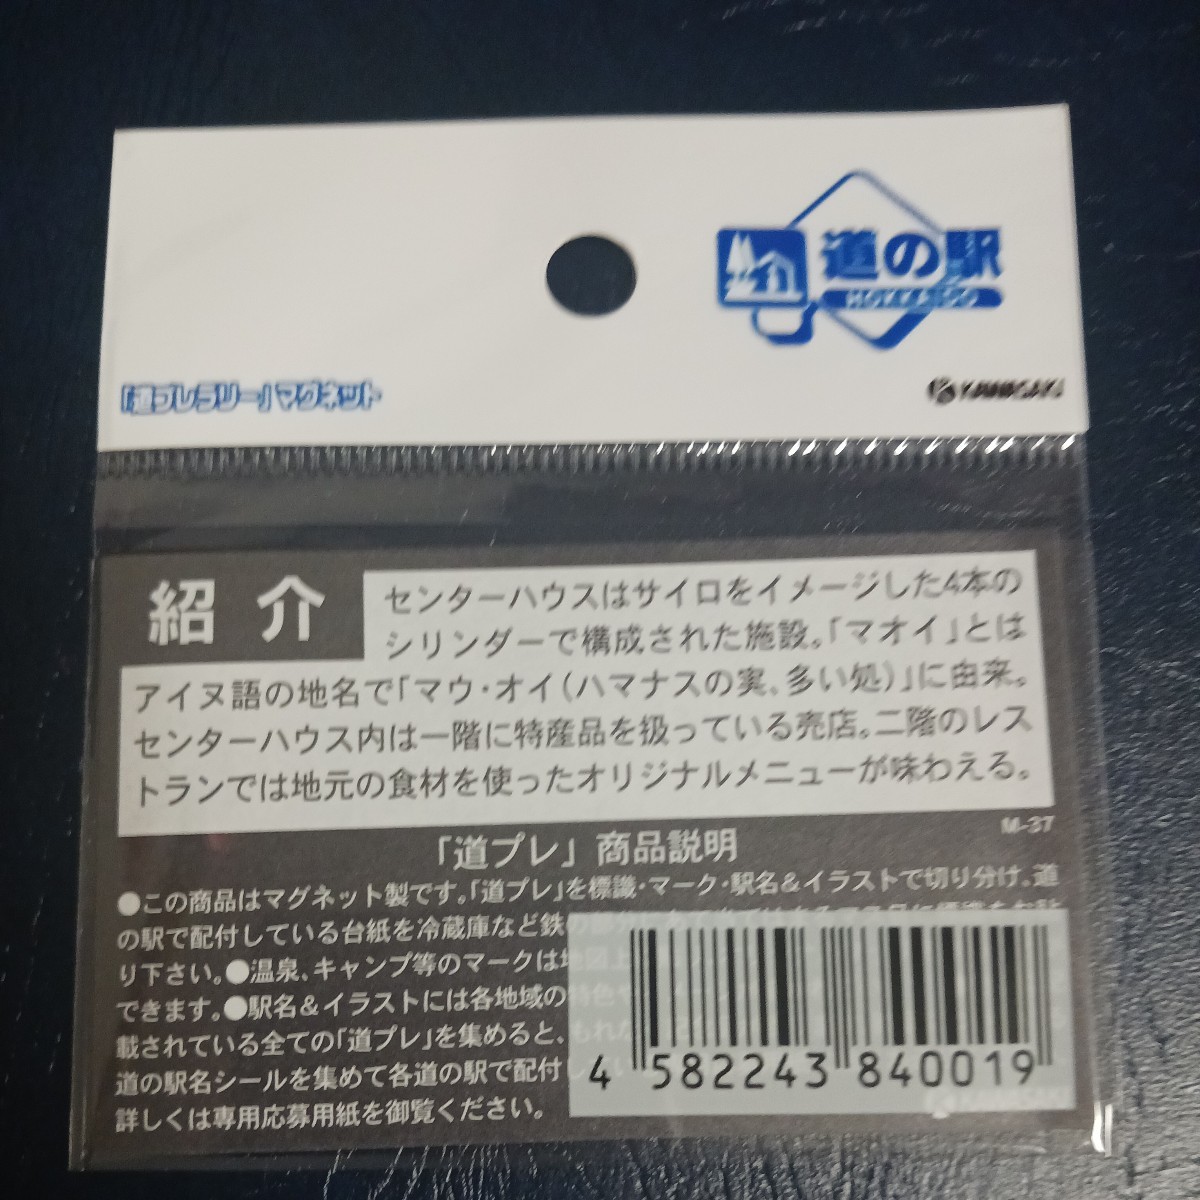 道の駅
HOKKAIDO
「道プレラリー」マグネット
KAWASAKI
紹介
センターハウスはサイロをイメージした4本の
シリンダーで構成された施設。「マオイ」とは
アイヌ語の地名で「マウ・オイ(ハマナスの実、多い処)」に由来。
センターハウス内は一階に特産品を扱っている売店。二階のレス
トランでは地元の食材を使ったオリジナルメニューが味わえる。
M-37
「道プレ」商品説明
●この商品はマグネット製です。「道プレ」を標識・マーク・駅名&イラストで切り分け、道
の駅で配付している台紙を冷蔵庫など鉄の
り下さい。●温泉、キャンプ等のマークは地図上
できます。●駅名&イラストには各地域の特色や
載されている全ての「道プレ」を集めると、もれな
道の駅名シールを集めて各道の駅で配付し
詳しくは専用応募用紙を御覧ください。
4 582243 840019
KAWASAKI